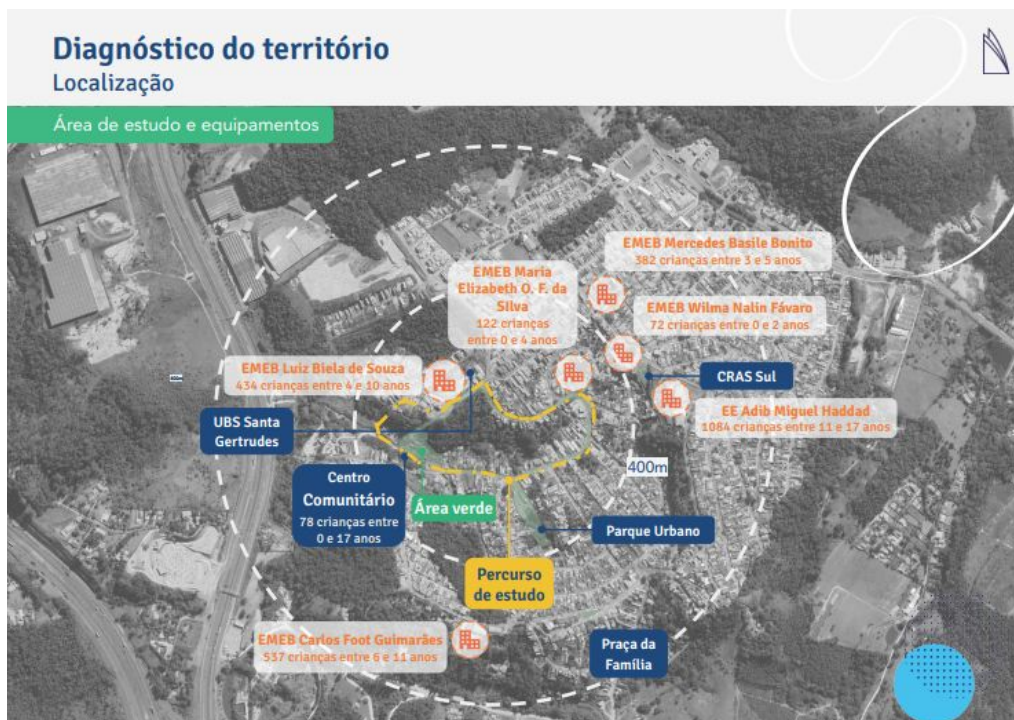 Diagnóstico do território
Localização
Área de estudo e equipamentos
EMEB Mercedes Basile Bonito
382 crianças entre 3 e 5 anos
EMEB Maria
Elizabeth O. F. da
SIlva
122 crianças
entre 0 e 4 anos
EMEB Wilma Nalin Fávaro
72 crianças entre 0 e 2 anos
EMEB Luiz Biela de Souza
434 crianças entre 4 e 10 anos
CRAS Sul
EE Adib Miguel Haddad
1084 crianças entre 11 e 17 anos
UBS Santa
Gertrudes
400m
Centro
Comunitário
78 crianças entre
0 e 17 anos
Área verde
Parque Urbano
Percurso
de estudo
EMEB Carlos Foot Guimarães
537 crianças entre 6 e 11 anos
Praça da
Família